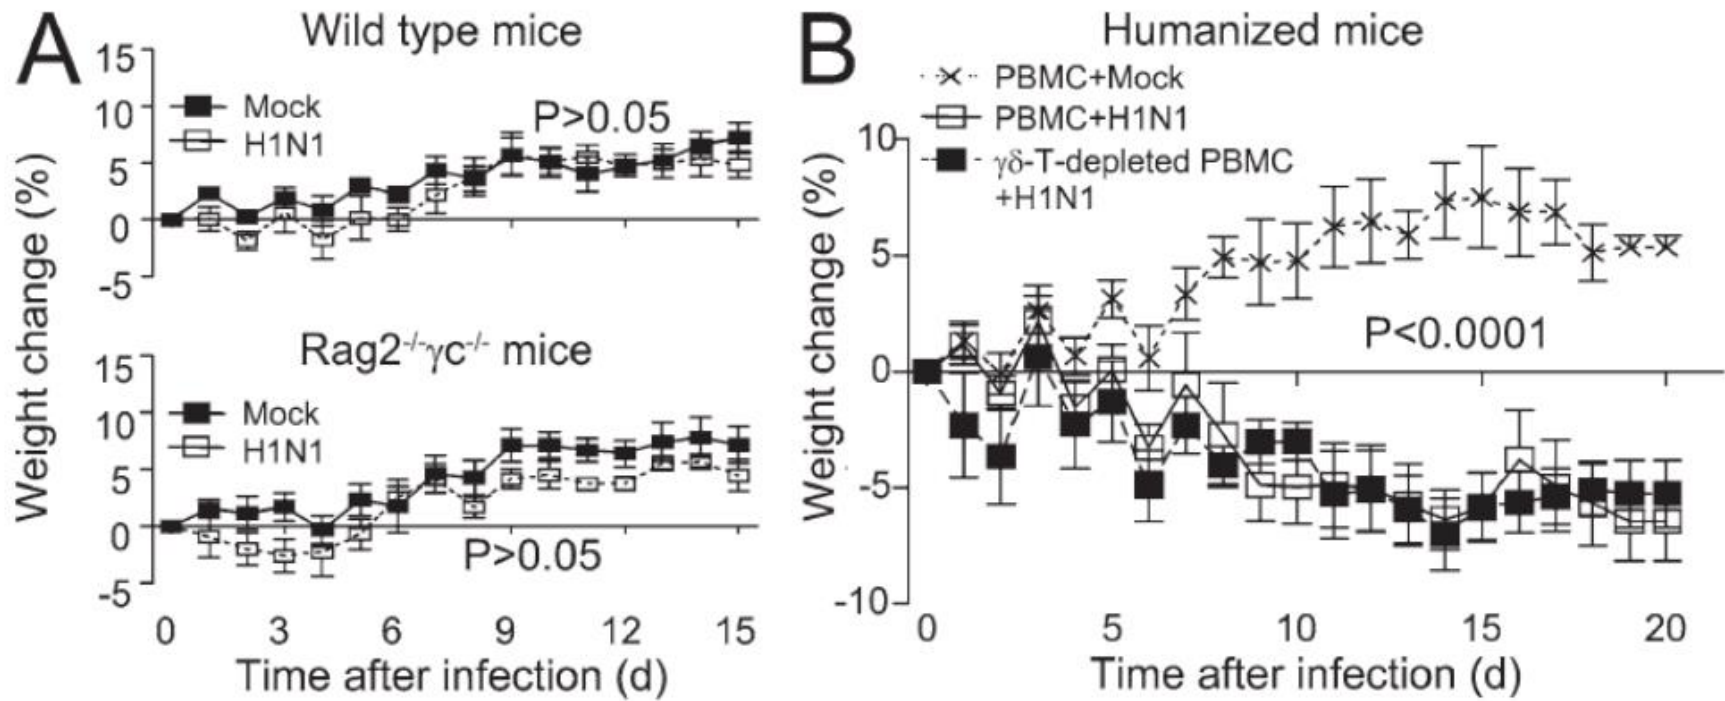 A
Wild type mice
15
10
5
0
-5
Mock
H1N1
P>0.05
Rag2-/-γc-/- mice
15
10
5
0
-5
Mock
H1N1
P>0.05
Weight change (%)
0 3 6 9 12 15
Time after infection (d)
B
Humanized mice
PBMC+Mock
PBMC+H1N1
γδ-T-depleted PBMC
+H1N1
10
5
0
-5
-10
P<0.0001
Weight change (%)
0 5 10 15 20
Time after infection (d)